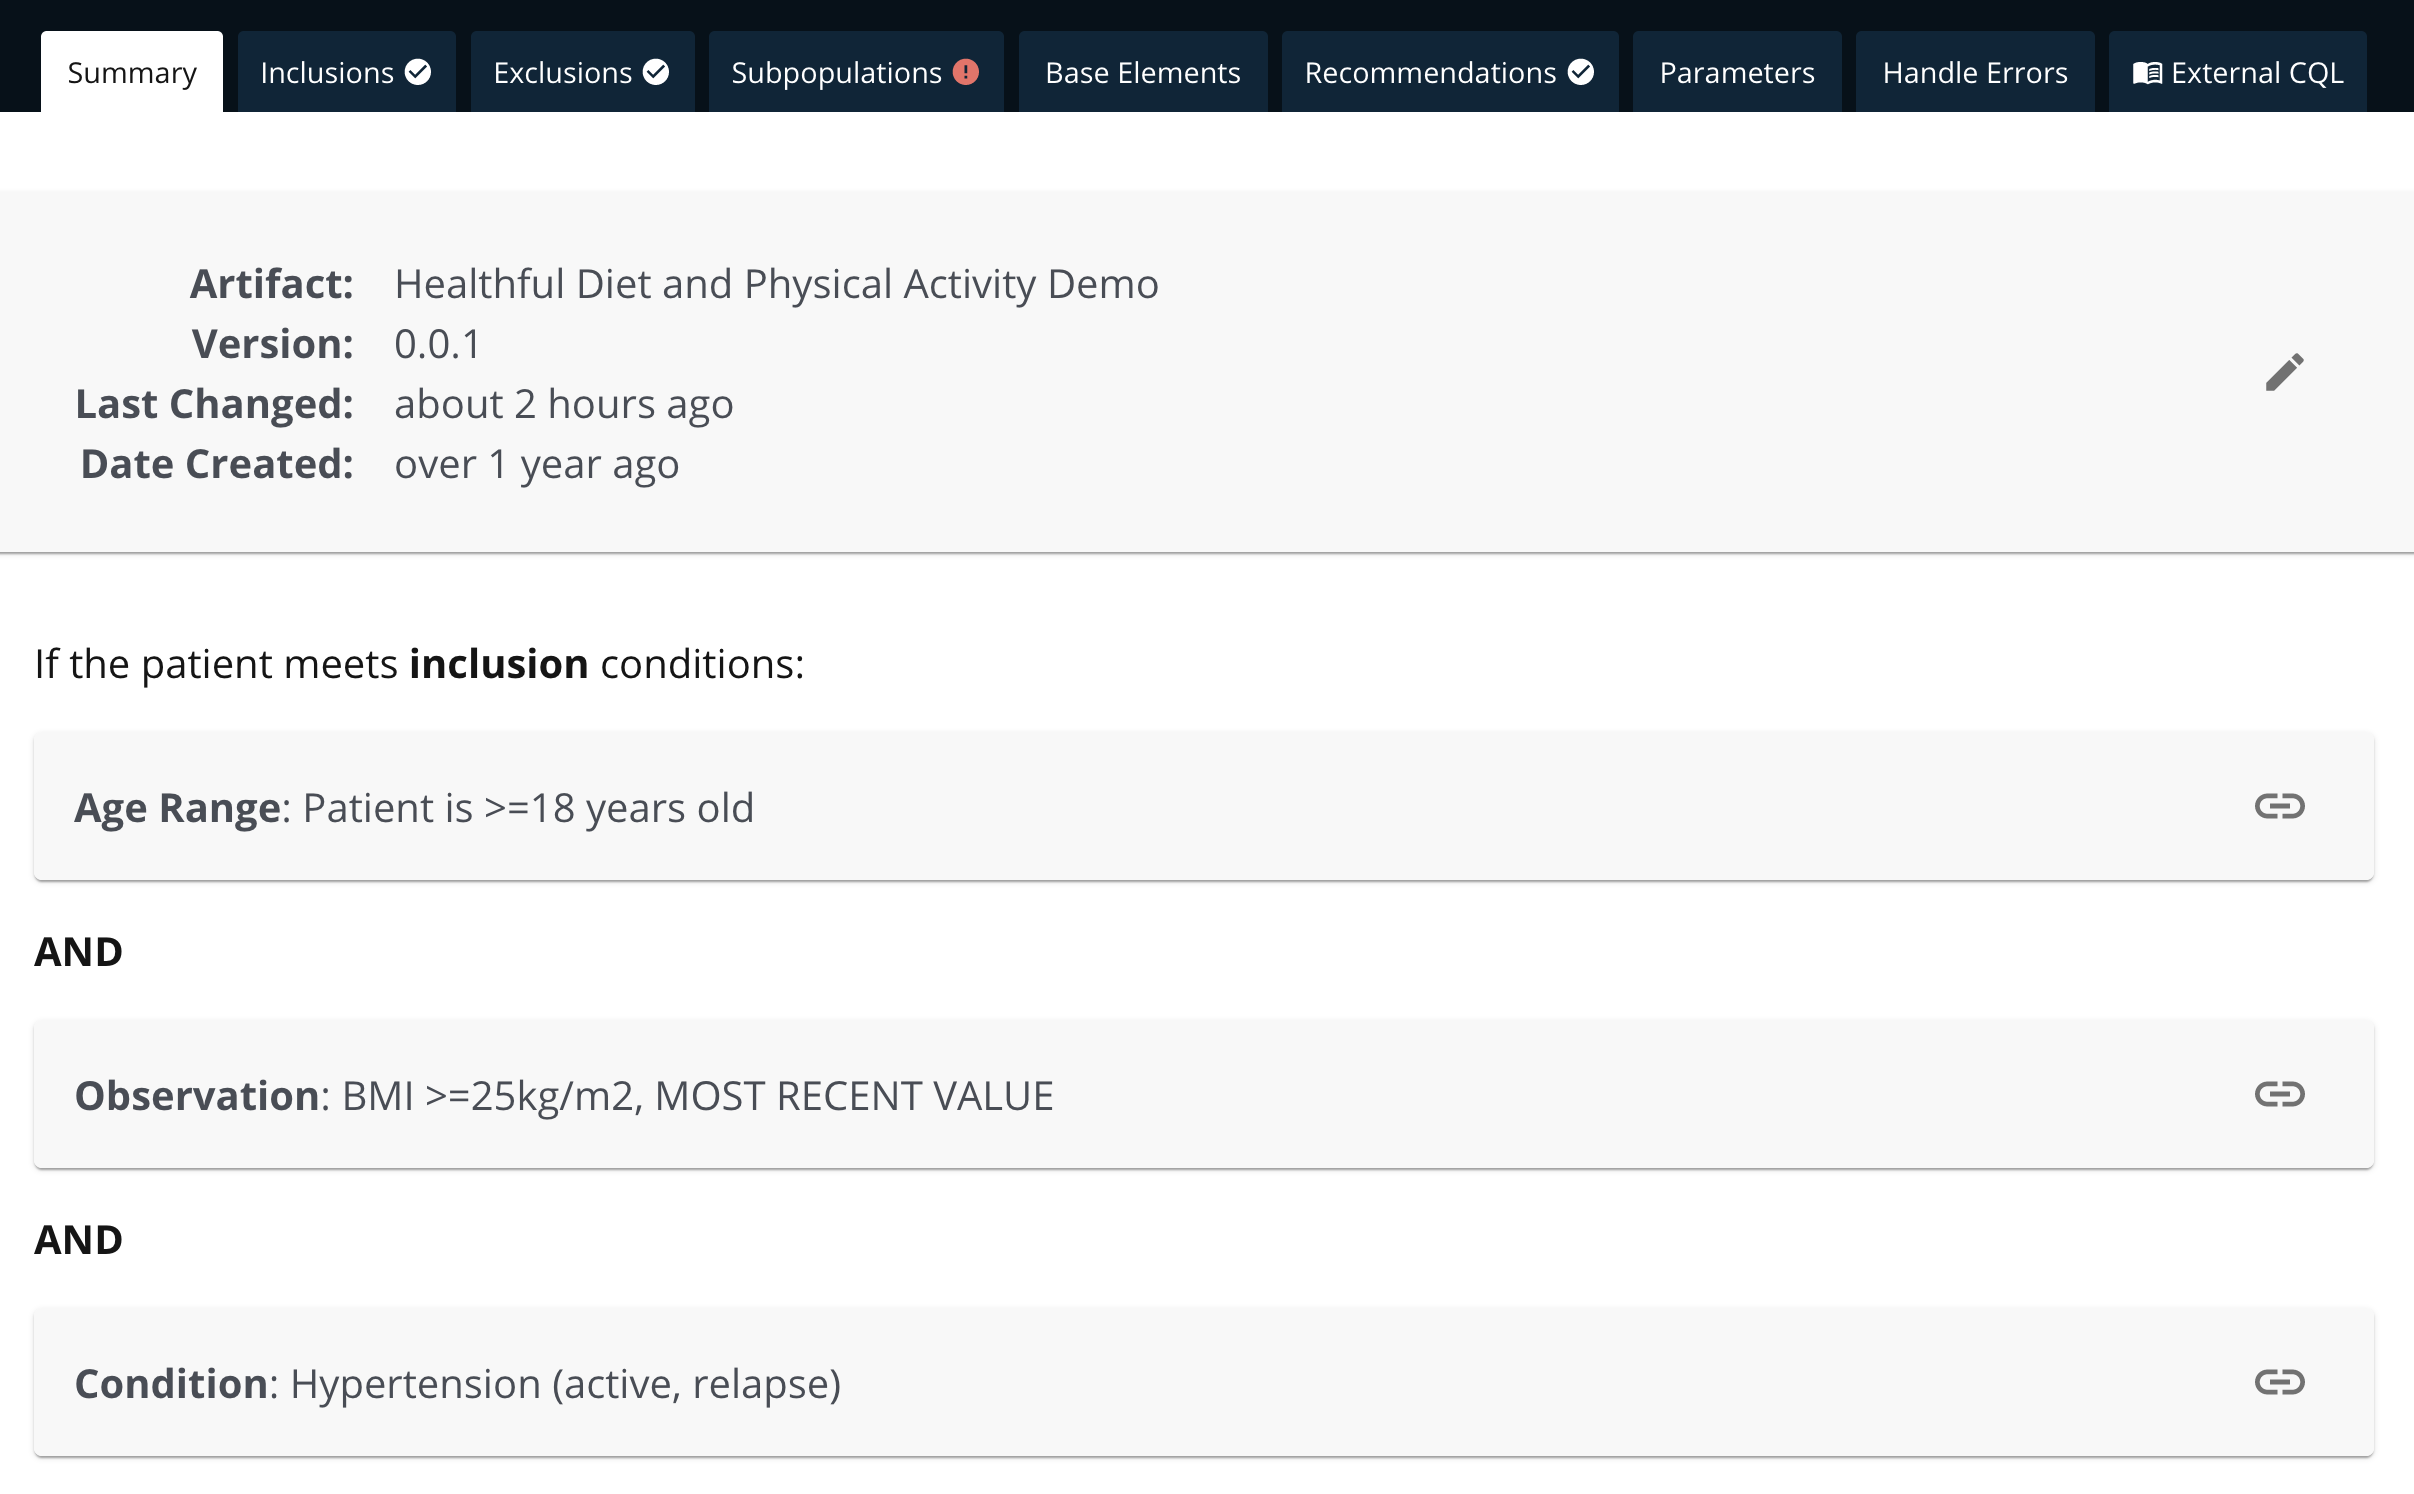 Summary Inclusions Exclusions Subpopulations Base Elements Recommendations Parameters Handle Errors External CQL
Artifact: Healthful Diet and Physical Activity Demo
Version: 0.0.1
Last Changed: about 2 hours ago
Date Created: over 1 year ago
If the patient meets inclusion conditions:
Age Range: Patient is >=18 years old
AND
Observation: BMI >=25kg/m2, MOST RECENT VALUE
AND
Condition: Hypertension (active, relapse)